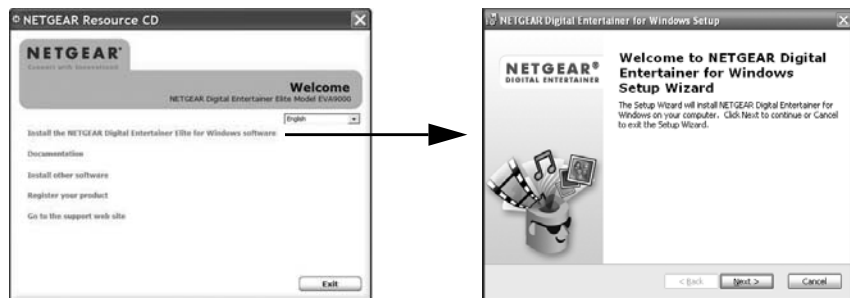 NETGEAR Resource CD
NETGEAR®
Connect with Innovation
Welcome
NETGEAR Digital Entertainer Elite Model EVA9000
English
Install the NETGEAR Digital Entertainer Elite for Windows software
Documentation
Install other software
Register your product
Go to the support web site
Exit
NETGEAR Digital Entertainer for Windows Setup
NETGEAR®
DIGITAL ENTERTAINER
Welcome to NETGEAR Digital
Entertainer for Windows
Setup Wizard
The Setup Wizard will install NETGEAR Digital Entertainer for
Windows on your computer. Click Next to continue or Cancel
to exit the Setup Wizard.
< Back
Next >
Cancel